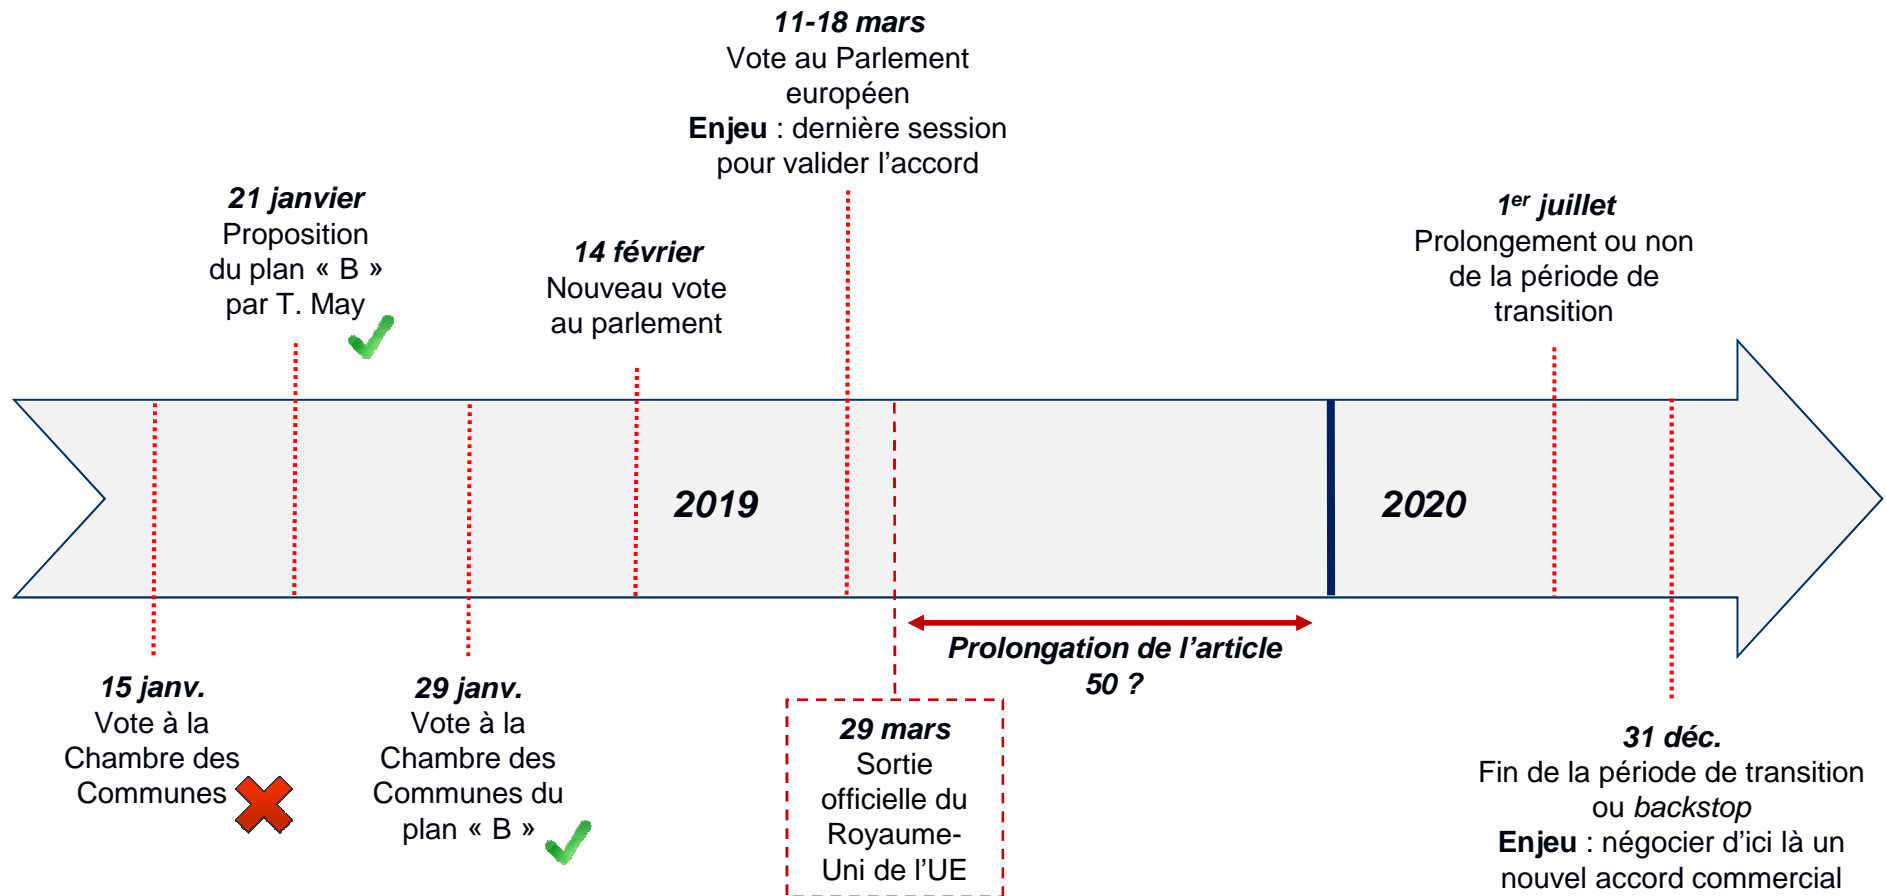 11-18 mars
Vote au Parlement
européen
Enjeu : dernière session
pour valider l’accord
21 janvier
Proposition
du plan « B »
par T. May
14 février
Nouveau vote
au parlement
1er juillet
Prolongement ou non
de la période de
transition
2019
2020
Prolongation de l’article
50 ?
15 janv.
Vote à la
Chambre des
Communes
29 janv.
Vote à la
Chambre des
Communes du
plan « B »
29 mars
Sortie
officielle du
Royaume-
Uni de l’UE
31 déc.
Fin de la période de transition
ou backstop
Enjeu : négocier d’ici là un
nouvel accord commercial